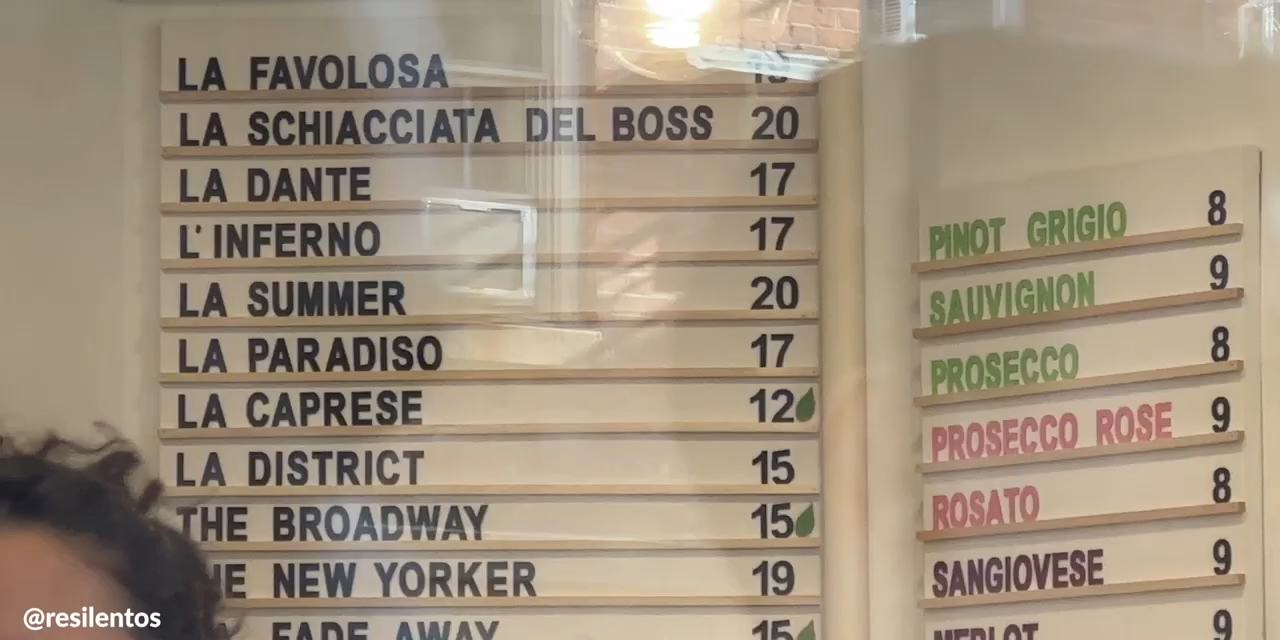 LA FAVOLOSA
LA SCHIACCIATA DEL BOSS 20
LA DANTE 17
L'INFERNO 17
LA SUMMER 20
LA PARADISO 17
LA CAPRESE 12
LA DISTRICT 15
THE BROADWAY 15
THE NEW YORKER 19
FADE AWAY 15
PINOT GRIGIO 8
SAUVIGNON 9
PROSECCO 8
PROSECCO ROSE 9
ROSATO 8
SANGIOVESE 9
MERLOT 9
@resilentos